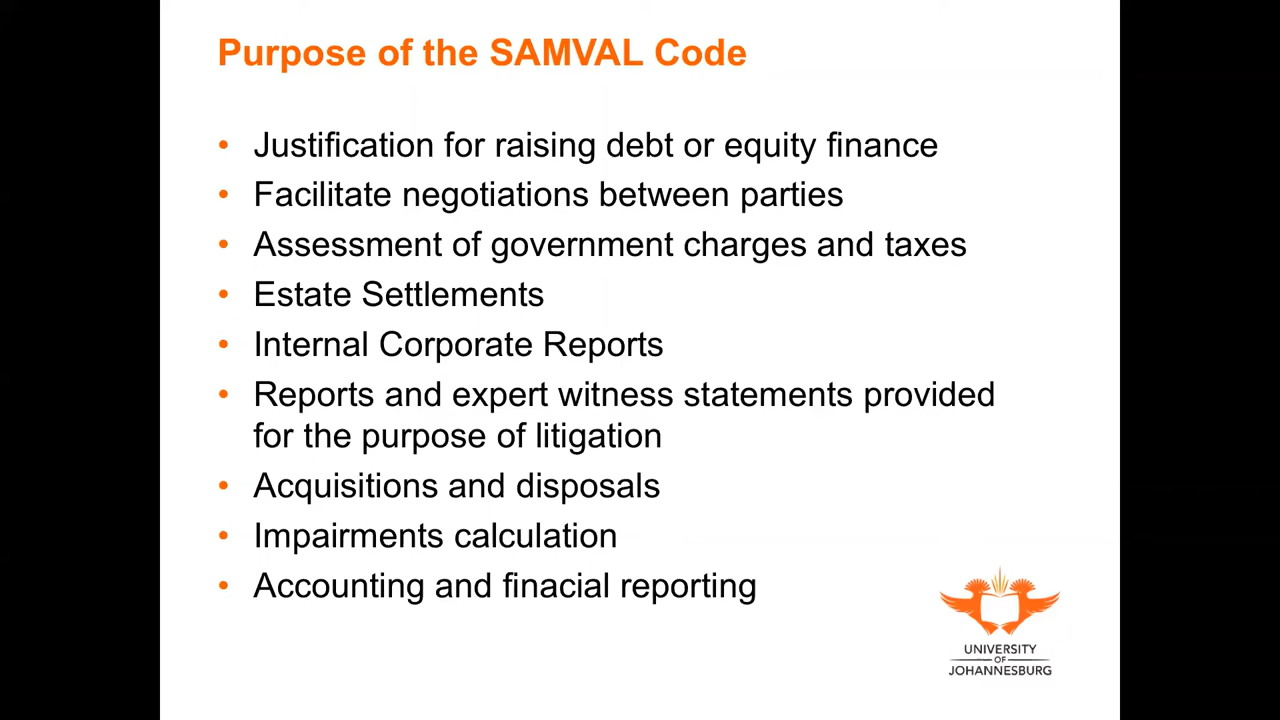 Purpose of the SAMVAL Code
• Justification for raising debt or equity finance
• Facilitate negotiations between parties
• Assessment of government charges and taxes
• Estate Settlements
• Internal Corporate Reports
• Reports and expert witness statements provided
for the purpose of litigation
• Acquisitions and disposals
• Impairments calculation
• Accounting and finacial reporting
UNIVERSITY
OF
JOHANNESBURG